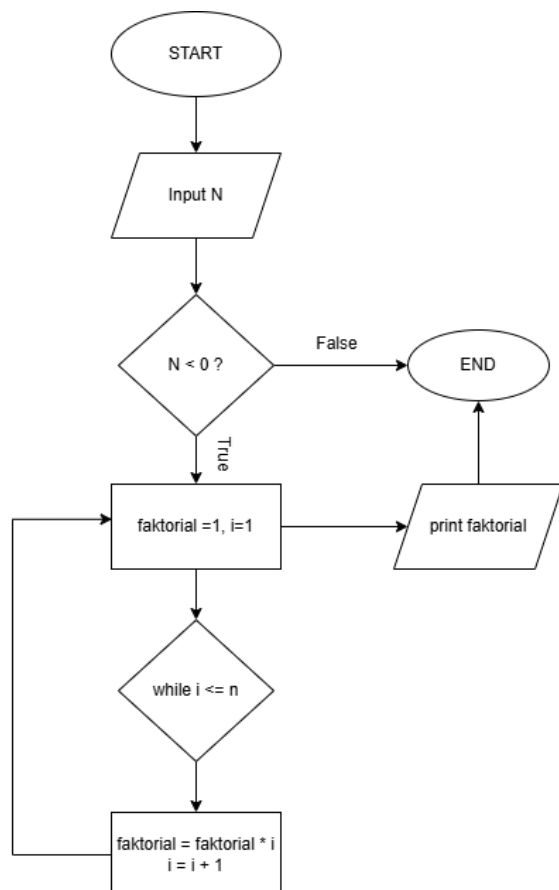 START
Input N
N < 0 ?
False
END
True
faktorial =1, i=1
print faktorial
while i <= n
faktorial = faktorial * i
i = i + 1